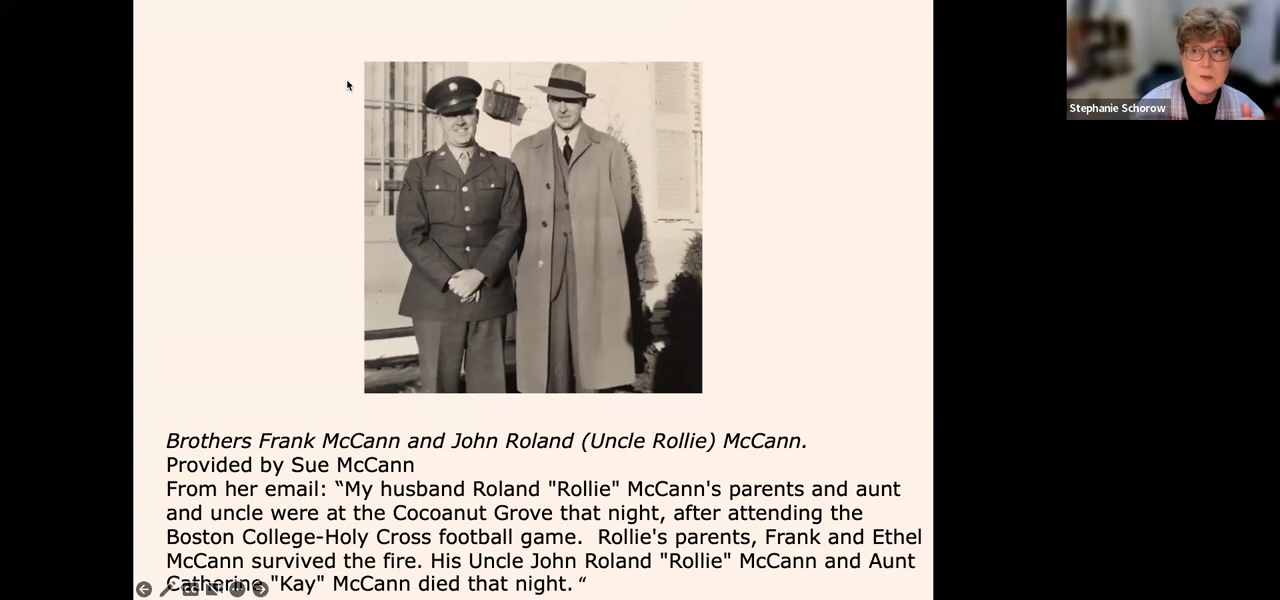 Stephanie Schorow
Brothers Frank McCann and John Roland (Uncle Rollie) McCann.
Provided by Sue McCann
From her email: “My husband Roland "Rollie" McCann's parents and aunt
and uncle were at the Cocoanut Grove that night, after attending the
Boston College-Holy Cross football game.  Rollie's parents, Frank and Ethel
McCann survived the fire. His Uncle John Roland "Rollie" McCann and Aunt
Catherine "Kay" McCann died that night. “